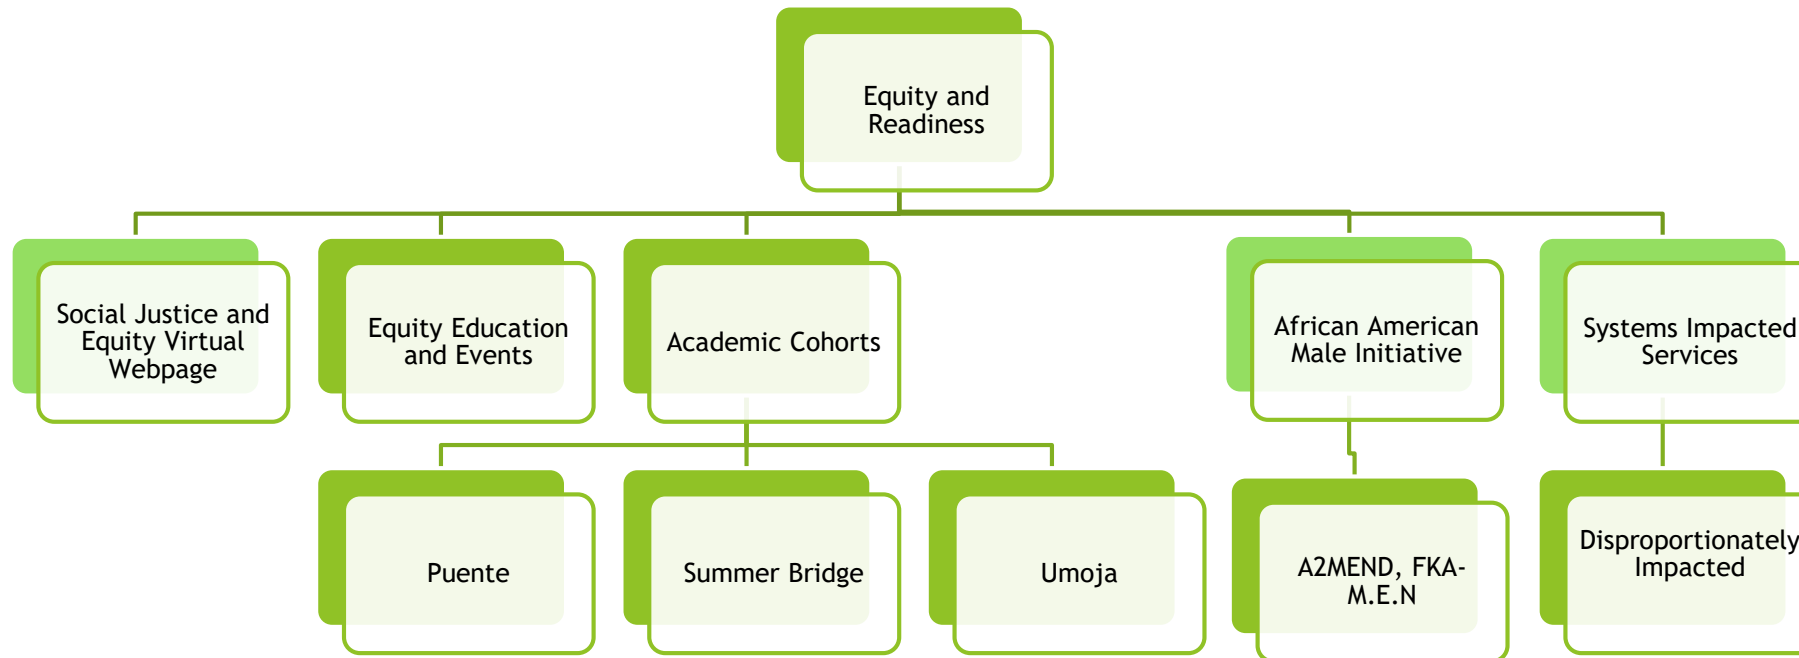 Equity and
Readiness
Social Justice and
Equity Virtual
Webpage
Equity Education
and Events
Academic Cohorts
African American
Male Initiative
Systems Impacted
Services
Puente
Summer Bridge
Umoja
A2MEND, FKA-
M.E.N
Disproportionately
Impacted